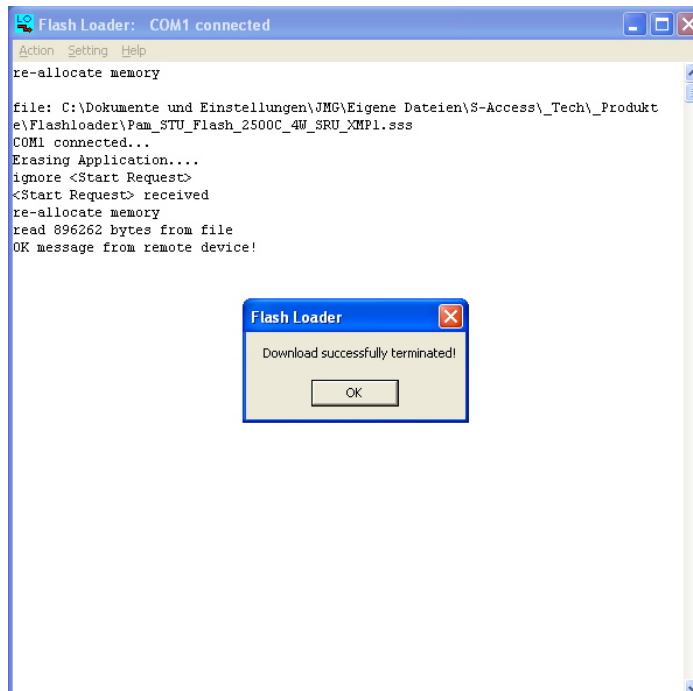 Flash Loader: COM1 connected
Action Setting Help
re-allocate memory
file: C:\Dokumente und Einstellungen\JMG\Eigene Dateien\S-Access\_Tech\_Produkt
e\Flashloader\Pam_STU_Flash_2500C_4W_SRU_XMP1.sss
COM1 connected...
Erasing Application....
ignore <Start Request>
<Start Request> received
re-allocate memory
read 896262 bytes from file
OK message from remote device!
Flash Loader
Download successfully terminated!
OK